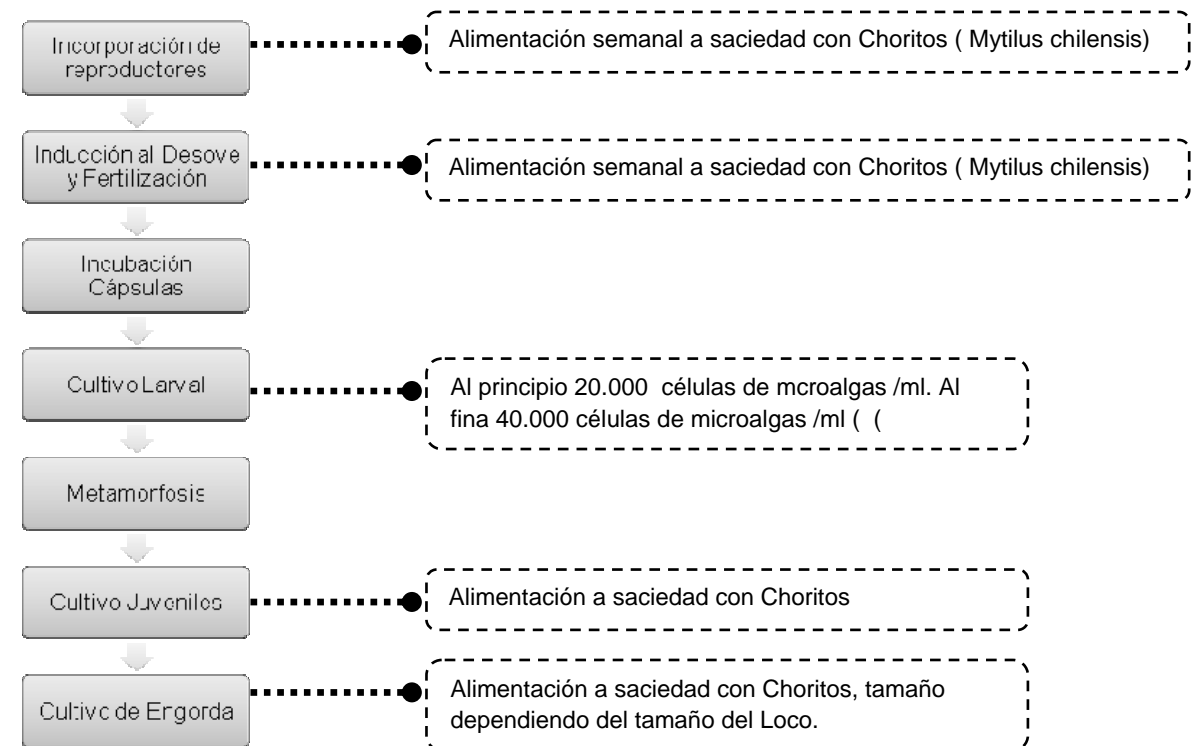 Incorporación de
reproductores
Alimentación semanal a saciedad con Choritos ( Mytilus chilensis)
Inducción al Desove
y Fertilización
Alimentación semanal a saciedad con Choritos ( Mytilus chilensis)
Incubación
Cápsulas
Cultivo Larval
Al principio 20.000 células de mcroalgas /ml. Al
fina 40.000 células de microalgas /ml ( (
Metamorfosis
Cultivo Juveniles
Alimentación a saciedad con Choritos
Cultivo de Engorda
Alimentación a saciedad con Choritos, tamaño
dependiendo del tamaño del Loco.